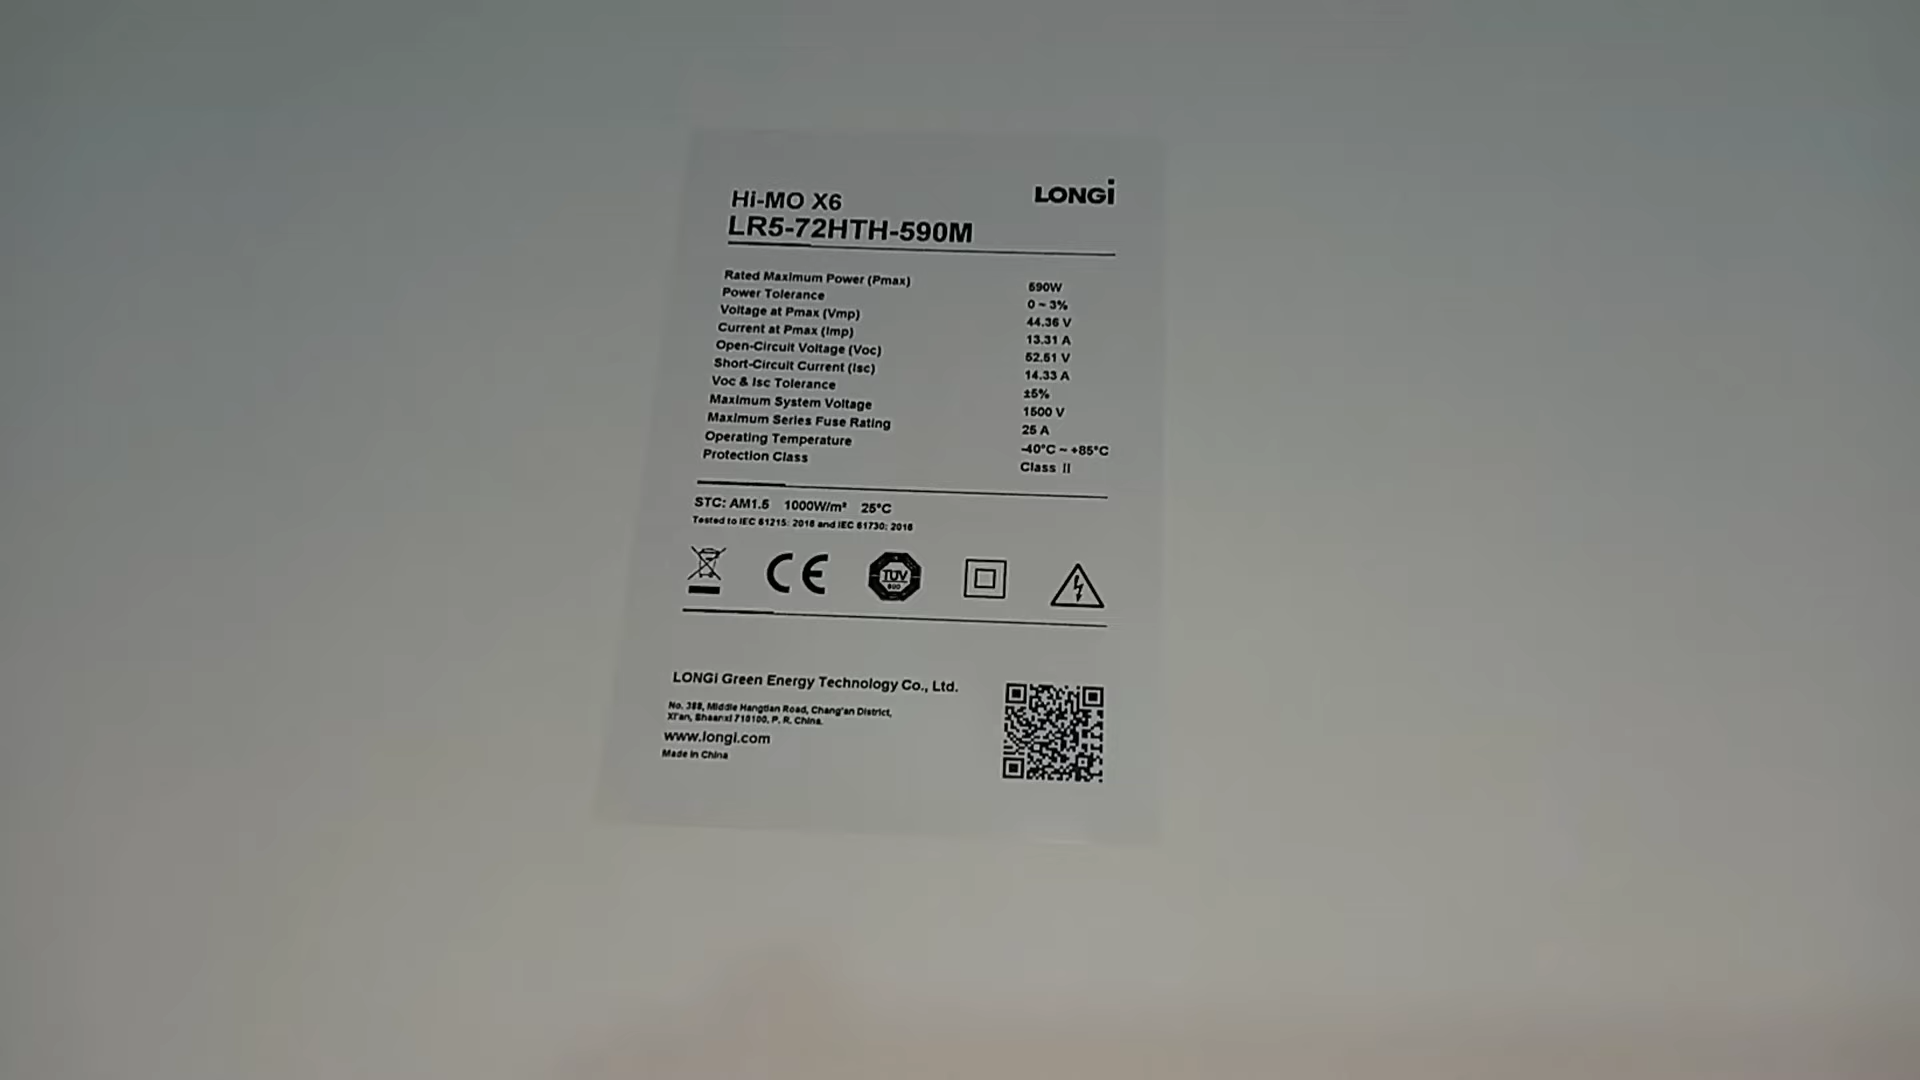 LONGi
Hi-MO X6
LR5-72HTH-590M
Rated Maximum Power (Pmax) 590W
Power Tolerance 0 ~ 3%
Voltage at Pmax (Vmp) 44.36 V
Current at Pmax (Imp) 13.31 A
Open-Circuit Voltage (Voc) 52.51 V
Short-Circuit Current (Isc) 14.33 A
Voc & Isc Tolerance ±5%
Maximum System Voltage 1500 V
Maximum Series Fuse Rating 25 A
Operating Temperature -40°C ~ +85°C
Protection Class Class II
STC: AM1.5 1000W/m² 25°C
Tested to IEC 61215: 2016 and IEC 61730: 2016
CE
TÜV
SUD
LONGi Green Energy Technology Co., Ltd.
No. 388, Middle Hangtian Road, Chang'an District,
Xi'an, Shaanxi 710100, P. R. China.
www.longi.com
Made in China